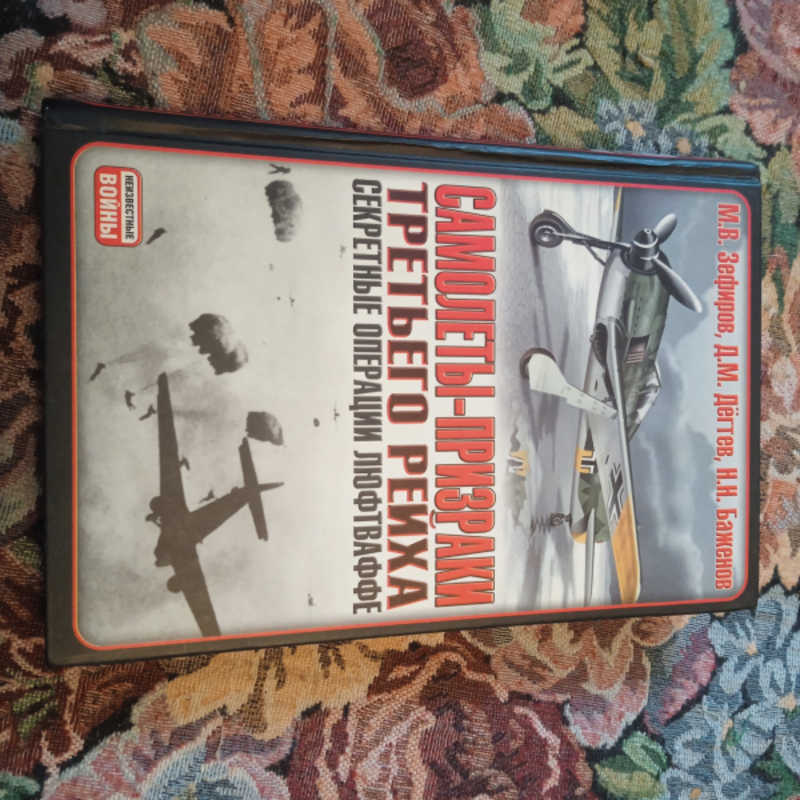 М.В. Зефиров, Д.М. Дёгтев, Н.Н. Баженов
САМОЛЕТЫ-ПРИЗРАКИ
ТРЕТЬЕГО РЕЙХА
СЕКРЕТНЫЕ ОПЕРАЦИИ ЛЮФТВАФФЕ
НЕИЗВЕСТНЫЕ
ВОЙНЫ